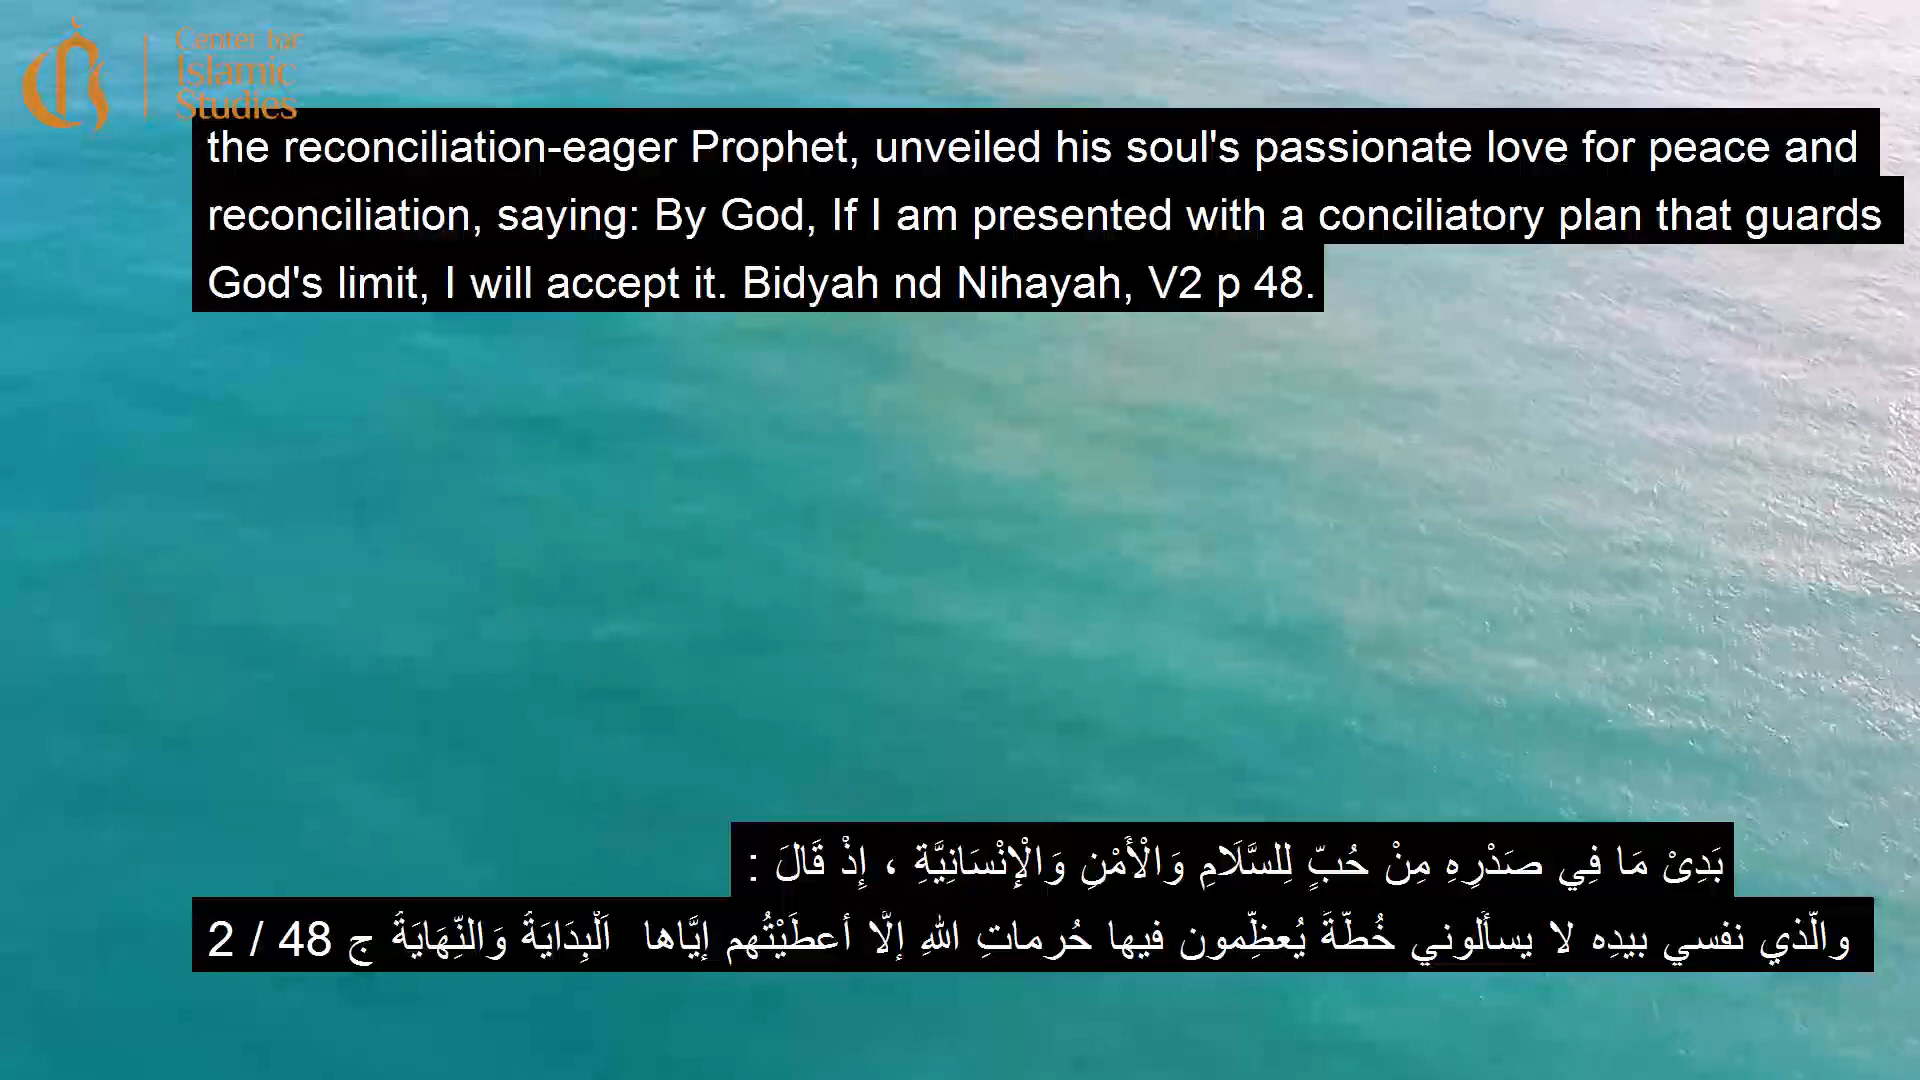 Center for
Islamic
Studies
the reconciliation-eager Prophet, unveiled his soul's passionate love for peace and
reconciliation, saying: By God, If I am presented with a conciliatory plan that guards
God's limit, I will accept it. Bidyah nd Nihayah, V2 p 48.
بَدِىْ مَا فِي صَدْرِهِ مِنْ حُبٍّ لِلسَّلَامِ وَالْأَمْنِ وَالْإِنْسَانِيَّةِ ، إِذْ قَالَ :
والّذي نفسي بيدِه لا يسألوني خُطّةَ يُعظِّمون فيها حُرماتِ اللهِ إلَّا أعطَيْتُهم إيَّاها اَلْبِدَايَةُ وَالنِّهَايَةُ ج 48 / 2